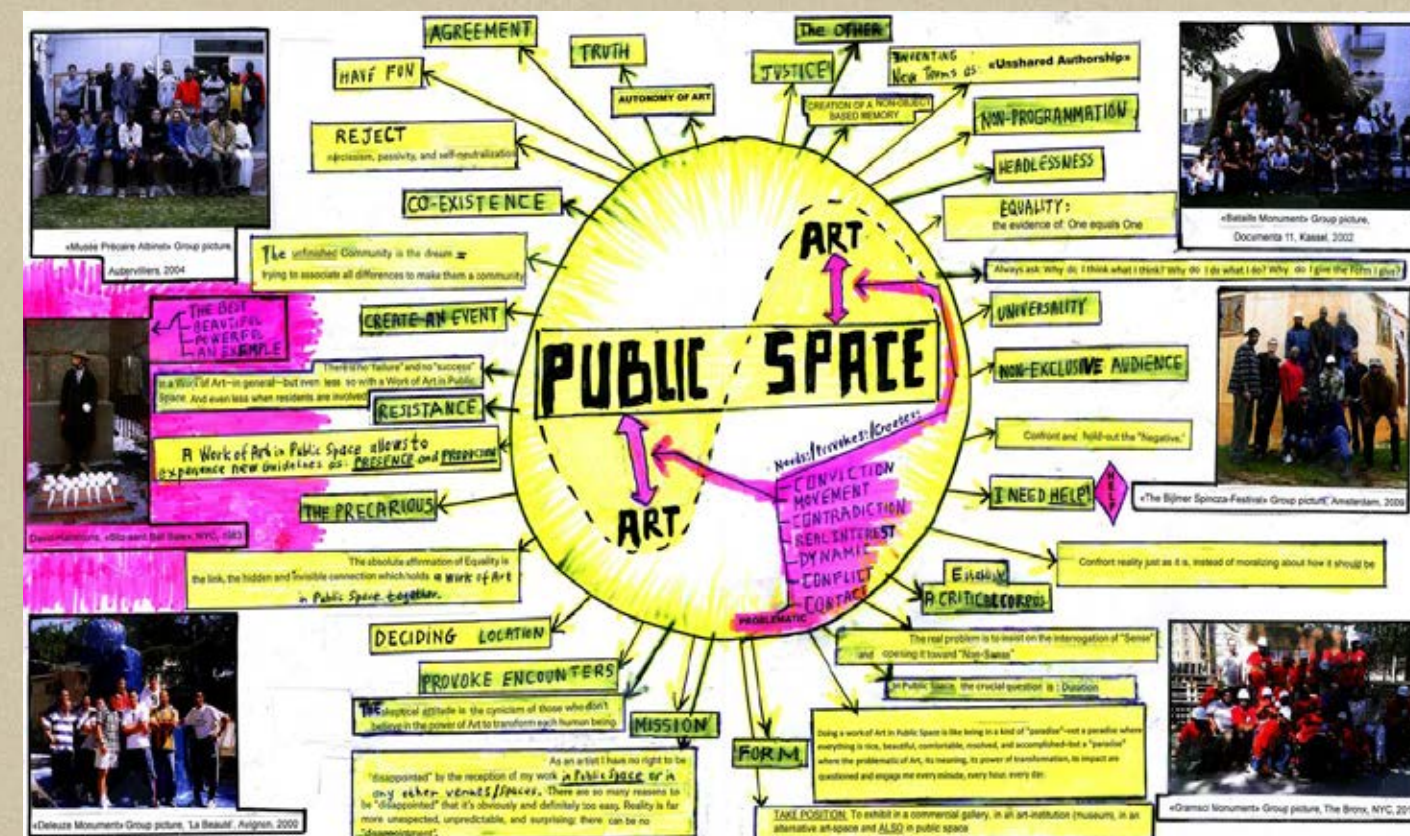 AGREEMENT
HAVE FUN
TRUTH
AUTONOMY OF ART
REJECT
narcissism, passivity, and self-neutralization
CO-EXISTENCE
The unfinished Community is the dream =
trying to associate all differences to make them a community
CREATE AN EVENT
There is no "failure" and no "success"
in a Work of Art–in general–but even less so with a Work of Art in Public
Space. And even less when residents are involved
RESISTANCE
A Work of Art in Public Space allows to
experience new Guidelines as: PRESENCE and PRODUCTION
THE PRECARIOUS
The absolute affirmation of Equality is
the link, the hidden and invisible connection which holds a Work of Art
in Public Space together.
DECIDING LOCATION
PROVOKE ENCOUNTERS
THE skeptical attitude is the cynicism of those who don't
believe in the power of Art to transform each human being
MISSION
As an artist I have no right to be
"disappointed" by the reception of my work in Public Space or in
any other venues/spaces. There are so many reasons to
be "disappointed" that it's obviously and definitely too easy. Reality is far
more unexpected, unpredictable, and surprising: there can be no
"disappointment".
The OTHER
JUSTICE
CREATION OF A NON-OBJECT
BASED MEMORY
INVENTING
New Terms as: «Unshared Authorship»
NON-PROGRAMMATION
HEADLESSNESS
EQUALITY:
the evidence of: One equals One
Always ask: Why do I think what I think? Why do I do what I do? Why do I give the Form I give?
UNIVERSALITY
NON-EXCLUSIVE AUDIENCE
Confront and hold-out the "Negative."
I NEED HELP!
HELP
Confront reality just as it is, instead of moralizing about how it should be
Establish
A CRITICAL CORPUS
The real problem is to insist on the interrogation of "Sense"
and opening it toward "Non-Sense"
In Public Space, the crucial question is : Duration
FORM
Doing a work of Art in Public Space is like being in a kind of "paradise"–not a paradise where
everything is nice, beautiful, comfortable, resolved, and accomplished–but a "paradise"
where the problematic of Art, its meaning, its power of transformation, its impact are
questioned and engage me every minute, every hour, every day.
TAKE POSITION: To exhibit in a commercial gallery, in an art-institution (museum), in an
alternative art-space and ALSO in public space
ART
PUBLIC SPACE
ART
Needs:/Provokes:/Creates:
CONVICTION
MOVEMENT
CONTRADICTION
REAL INTEREST
DYNAMIC
CONFLICT
CONTACT
PROBLEMATIC
«Musée Précaire Albinet» Group picture,
Aubervilliers, 2004
THE BEST
BEAUTIFUL
POWERFUL
AN EXEMPLE
David Hammons, Ball Sale», NYC, 1983
«Deleuze Monument» Group picture, 'La Beauté', Avignon, 2000
«Bataille Monument» Group picture,
Documenta 11, Kassel, 2002
«The Bijlmer Spinoza-Festival» Group picture, Amsterdam, 2009
«Gramsci Monument» Group picture, The Bronx, NYC,